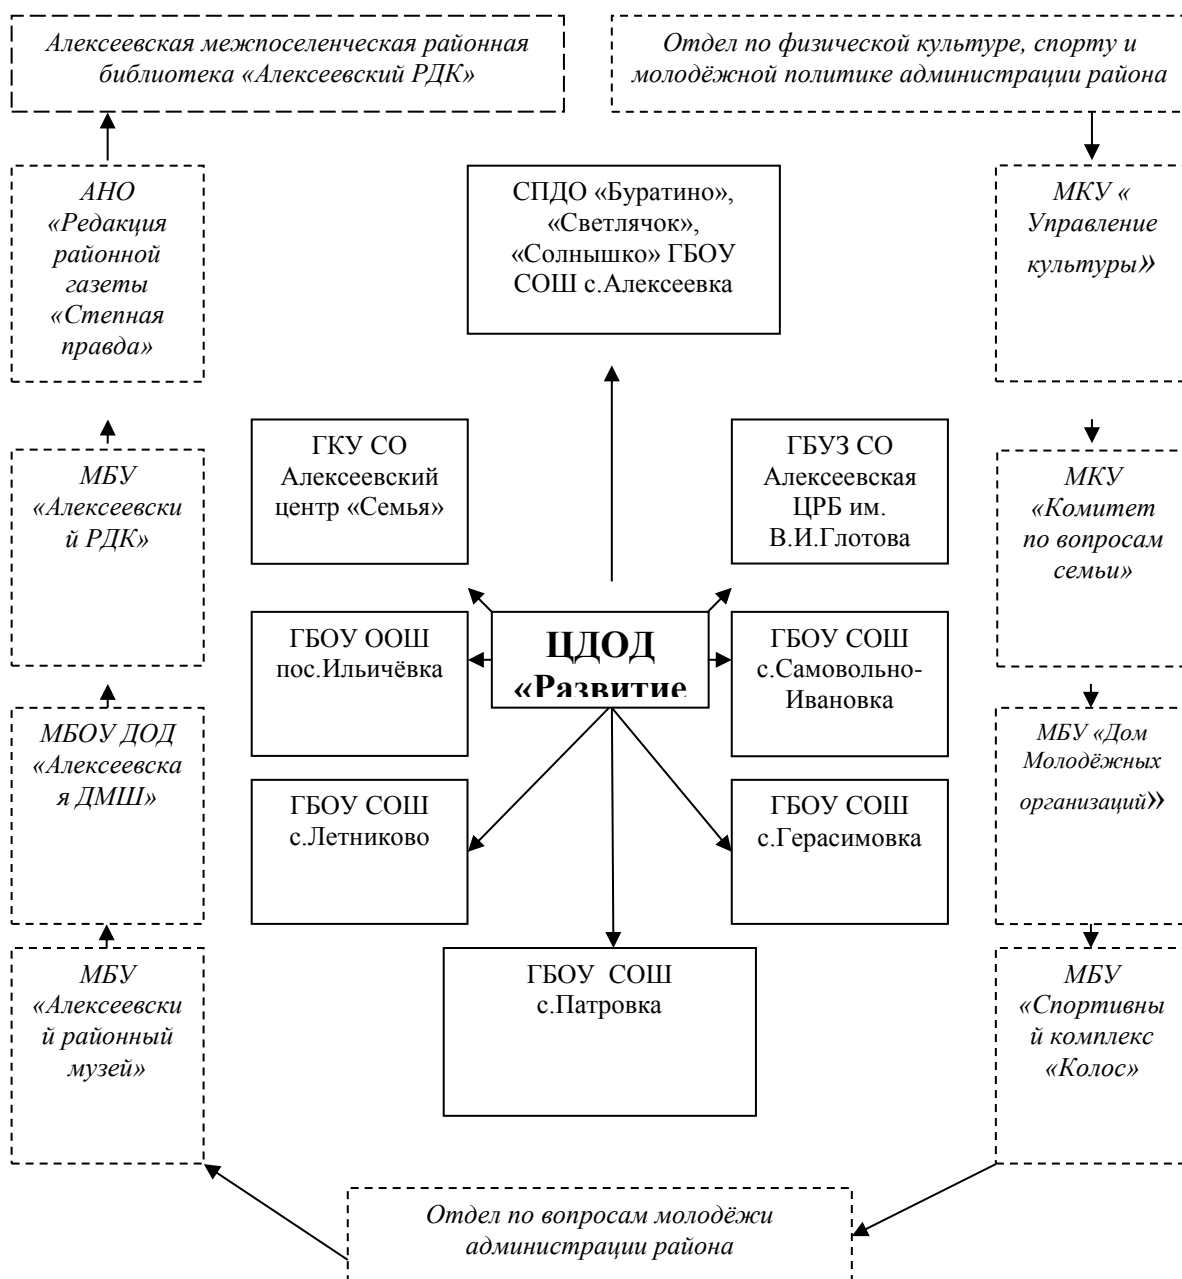 Алексеевская межпоселенческая районная
библиотека «Алексеевский РДК»
Отдел по физической культуре, спорту и
молодёжной политике администрации района
АНО
«Редакция
районной
газеты
«Степная
правда»
СПДО «Буратино»,
«Светлячок»,
«Солнышко» ГБОУ
СОШ с.Алексеевка
МКУ «
Управление
культуры»
МБУ
«Алексеевски
й РДК»
ГКУ СО
Алексеевский
центр «Семья»
ГБУЗ СО
Алексеевская
ЦРБ им.
В.И.Глотова
МКУ
«Комитет
по вопросам
семьи»
ГБОУ ООШ
пос.Ильичёвка
ЦДОД
«Развитие
ГБОУ СОШ
с.Самовольно-
Ивановка
МБОУ ДОД
«Алексеевска
я ДМШ»
ГБОУ СОШ
с.Летниково
ГБОУ СОШ
с.Герасимовка
МБУ «Дом
Молодёжных
организаций»
МБУ
«Алексеевски
й районный
музей»
ГБОУ СОШ
с.Патровка
МБУ
«Спортивны
й комплекс
«Колос»
Отдел по вопросам молодёжи
администрации района